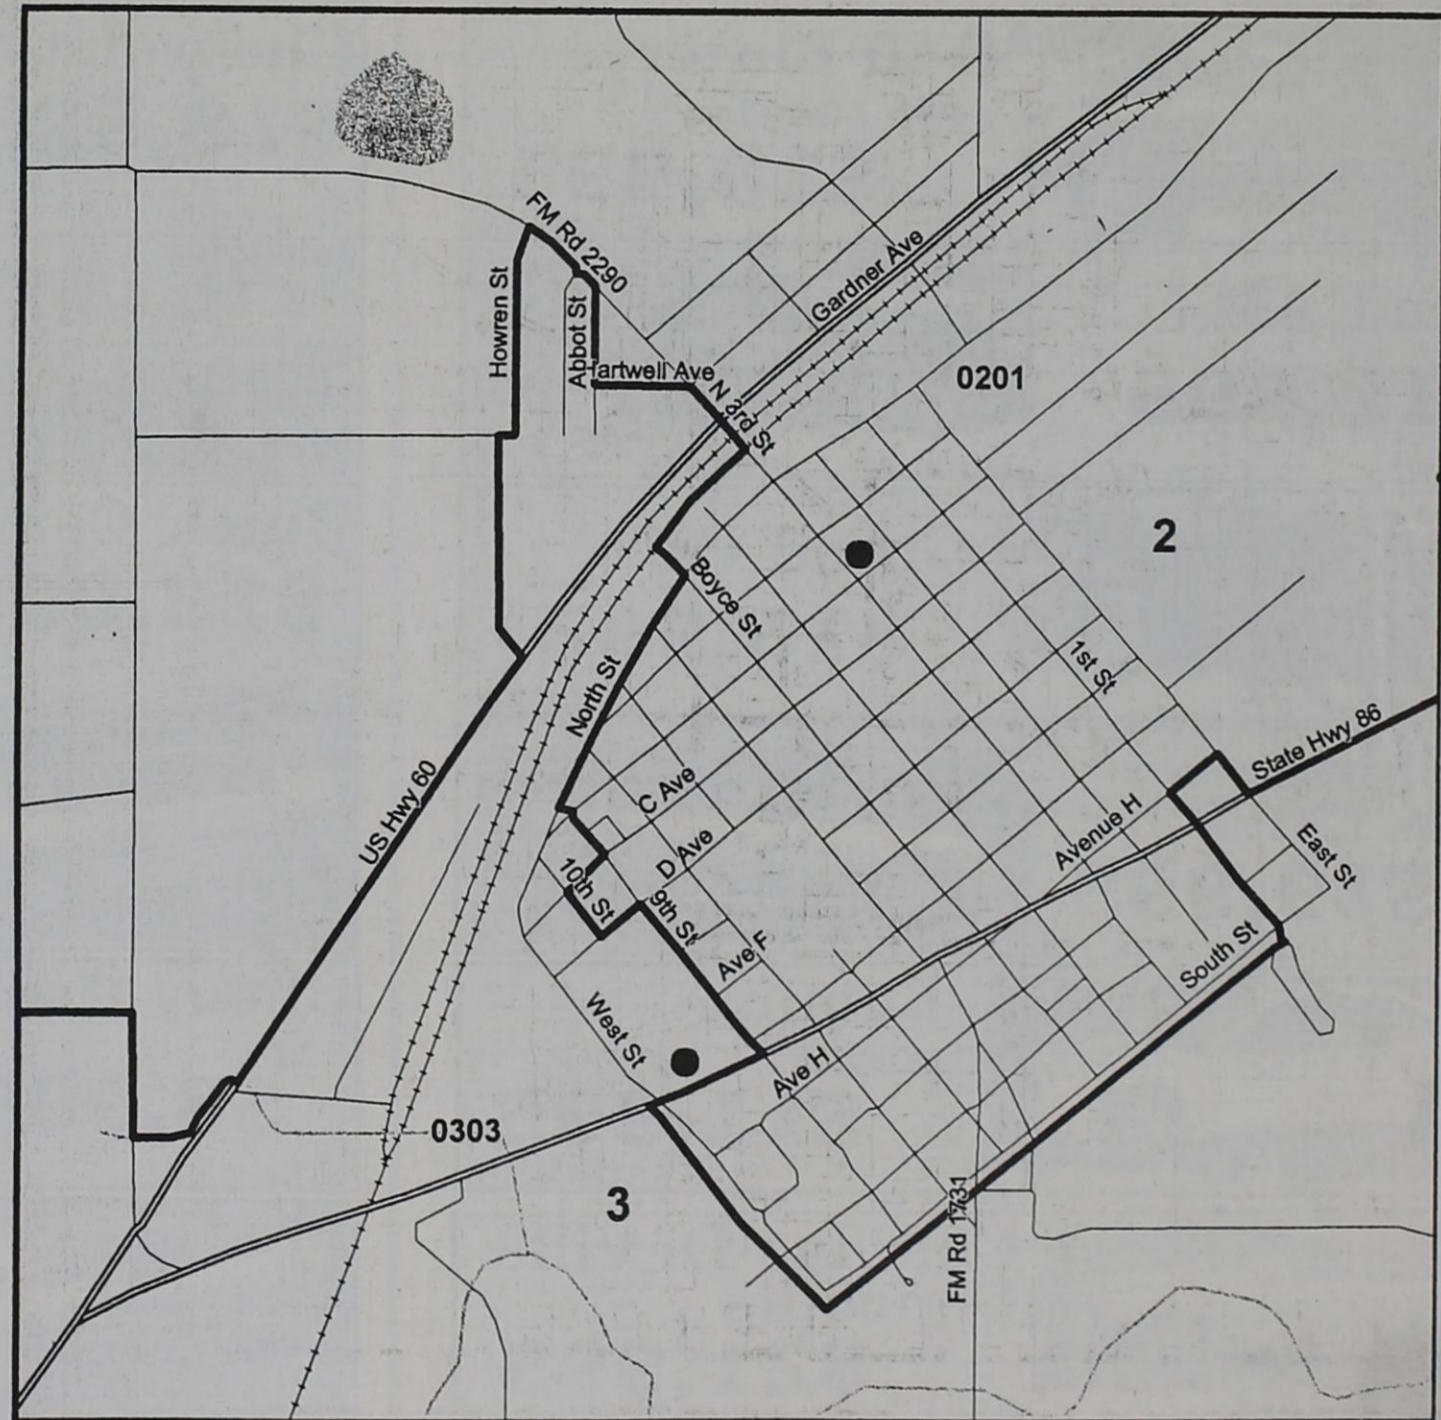 FM Rd 2290
Gardner Ave
Howren St
Abbot St
Hartwell Ave
N 3rd St
0201
2
Boyce St
1st St
North St
State Hwy 86
US Hwy 60
C Ave
Avenue H
D Ave
East St
10th St
9th St
Ave F
South St
West St
Ave H
0303
3
FM Rd 1731